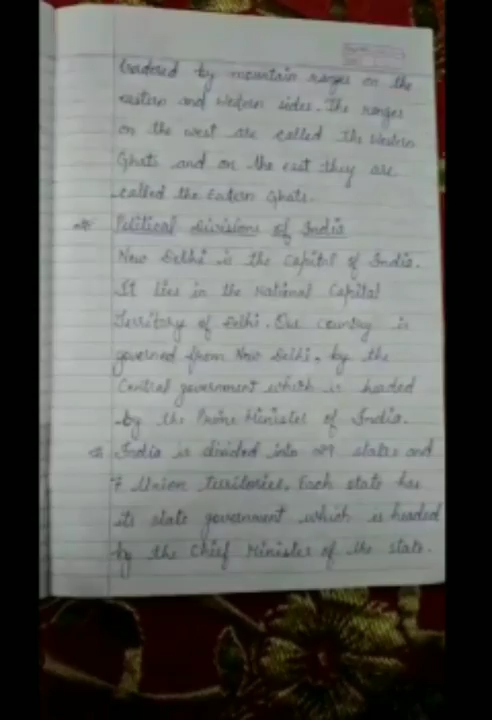 bordered by mountain ranges on the
eastern and western sides. The ranges
on the west are called The Western
Ghats and on the east they are
called the Eatern Ghats.
Political Divisions of India
New Delhi is the capital of India.
It lies in the National Capital
Territory of Delhi. Our country is
governed from New Delhi. by the
Central government which is headed
by the Prime Minister of India.
India is divided into 29 states and
7 Union territories. Each state has
its state government which is headed
by the Chief Minister of the state.